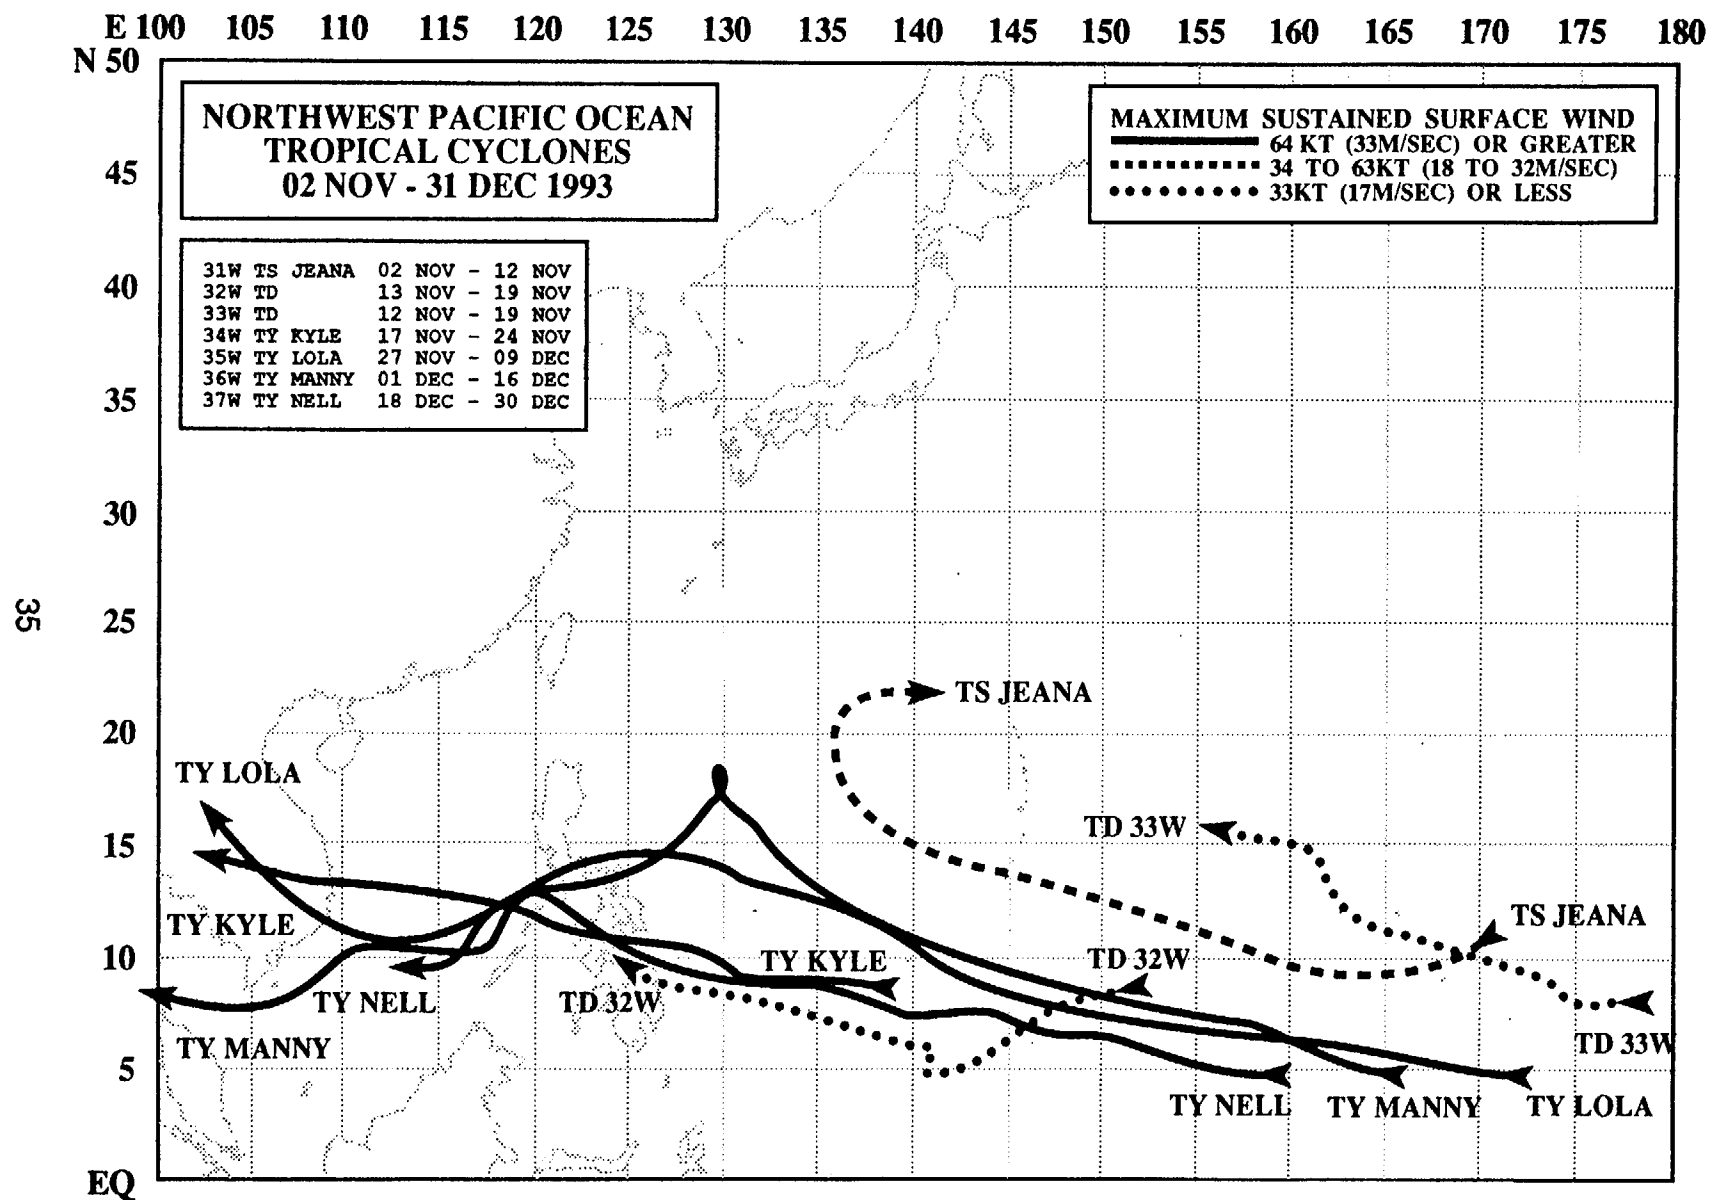 E 100 105 110 115 120 125 130 135 140 145 150 155 160 165 170 175 180
N 50
45
40
35
30
25
20
15
10
5
EQ
NORTHWEST PACIFIC OCEAN
TROPICAL CYCLONES
02 NOV - 31 DEC 1993
MAXIMUM SUSTAINED SURFACE WIND
64 KT (33M/SEC) OR GREATER
34 TO 63KT (18 TO 32M/SEC)
33KT (17M/SEC) OR LESS
31W TS JEANA 02 NOV - 12 NOV
32W TD 13 NOV - 19 NOV
33W TD 12 NOV - 19 NOV
34W TY KYLE 17 NOV - 24 NOV
35W TY LOLA 27 NOV - 09 DEC
36W TY MANNY 01 DEC - 16 DEC
37W TY NELL 18 DEC - 30 DEC
35
TS JEANA
TY LOLA
TD 33W
TS JEANA
TY KYLE
TY KYLE
TD 32W
TY NELL
TD 32W
TY MANNY
TD 33W
TY NELL
TY MANNY
TY LOLA